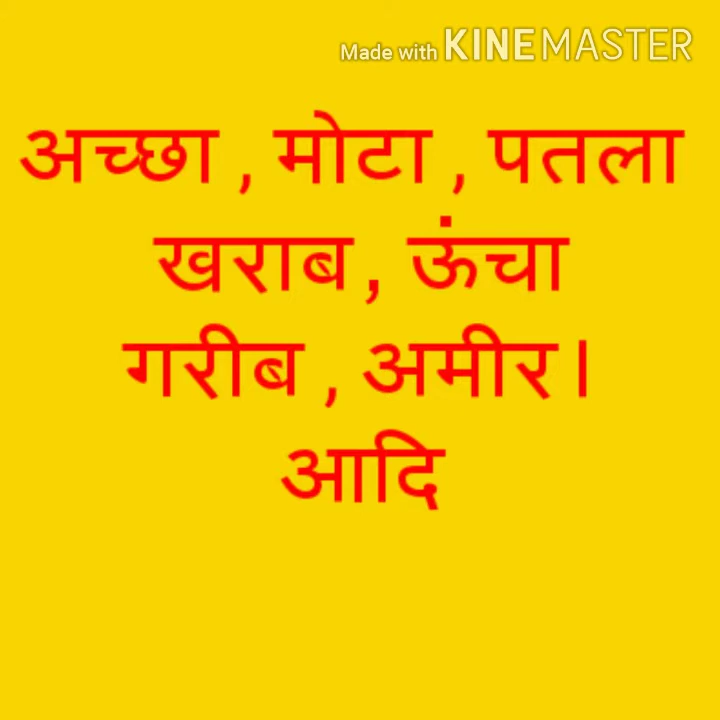 Made with KINEMASTER
अच्छा , मोटा , पतला
खराब , ऊंचा
गरीब , अमीर।
आदि